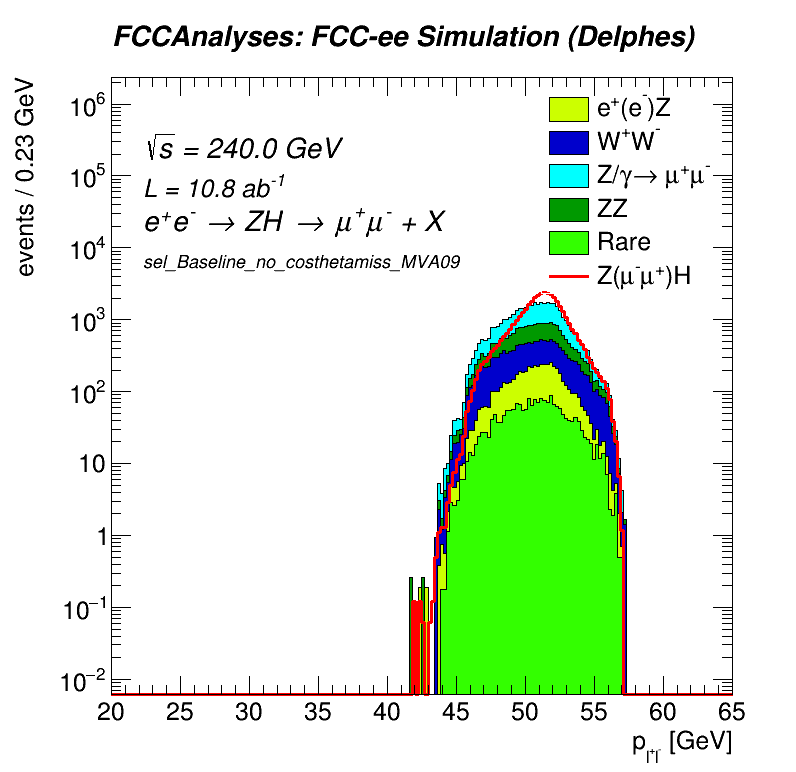 FCCAnalyses: FCC-ee Simulation (Delphes)
events / 0.23 GeV
10⁶
10⁵
10⁴
10³
10²
10
1
10⁻¹
10⁻²
√s = 240.0 GeV
L = 10.8 ab⁻¹
e⁺e⁻ → ZH → μ⁺μ⁻ + X
sel_Baseline_no_costhetamiss_MVA09
e⁺(e⁻)Z
W⁺W⁻
Z/γ→ μ⁺μ⁻
ZZ
Rare
Z(μ⁻μ⁺)H
20 25 30 35 40 45 50 55 60 65
p_l⁺l⁻ [GeV]